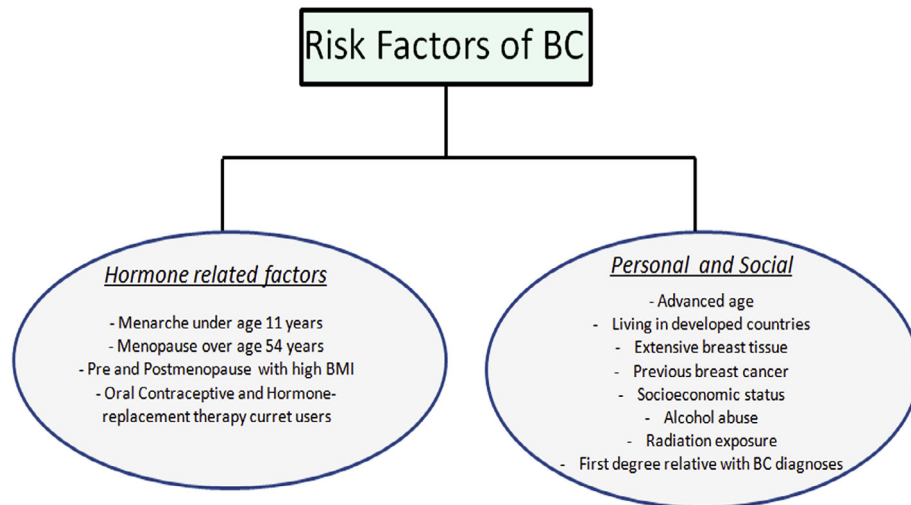 Risk Factors of BC
Hormone related factors
- Menarche under age 11 years
- Menopause over age 54 years
- Pre and Postmenopause with high BMI
- Oral Contraceptive and Hormone-
replacement therapy curret users
Personal and Social
- Advanced age
- Living in developed countries
- Extensive breast tissue
- Previous breast cancer
- Socioeconomic status
- Alcohol abuse
- Radiation exposure
- First degree relative with BC diagnoses